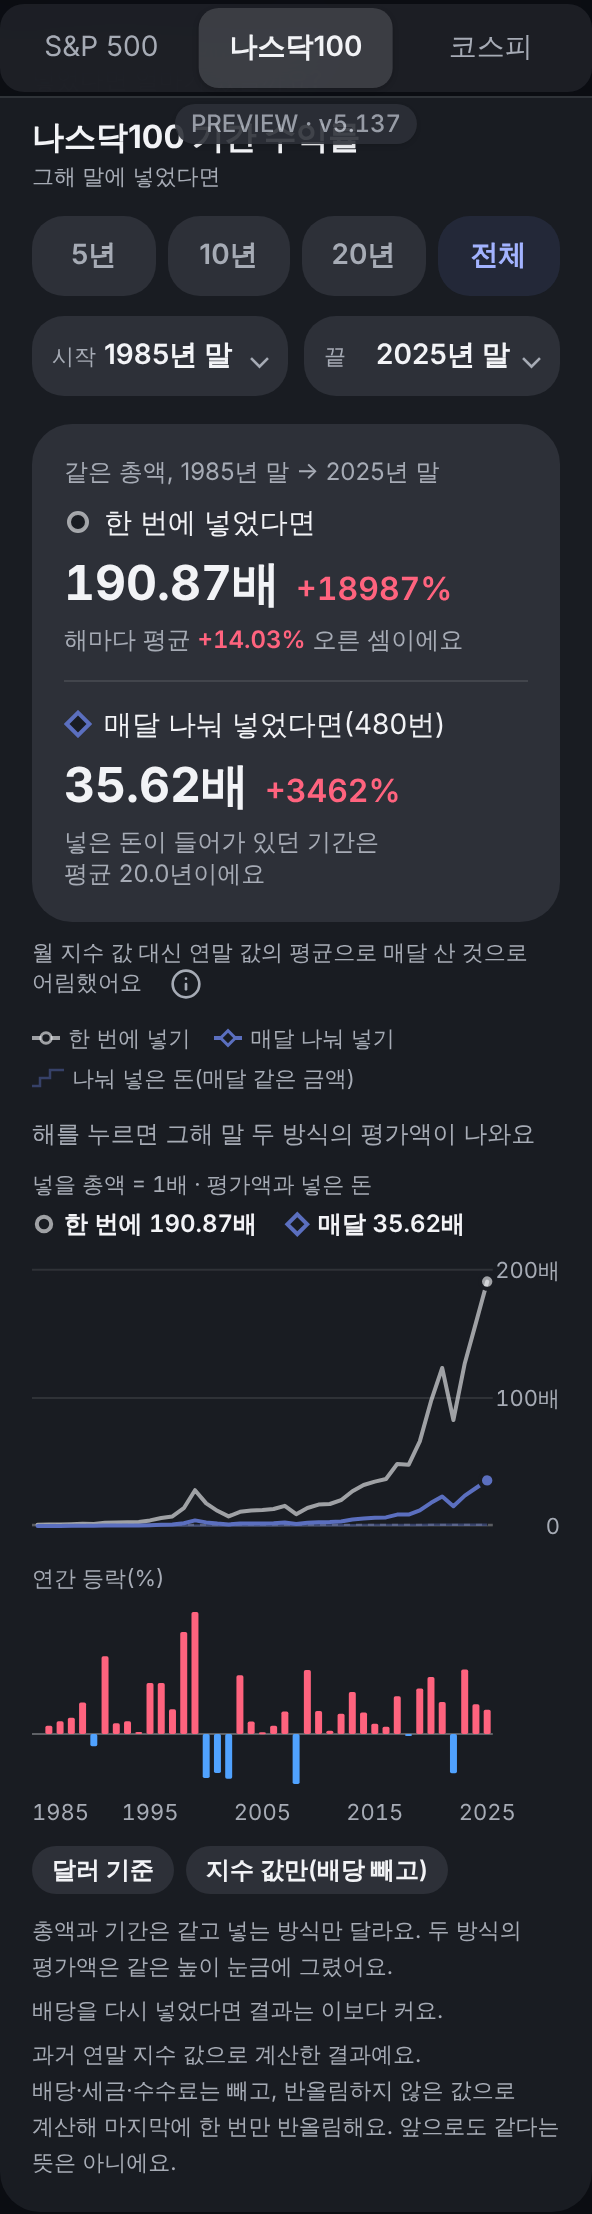 S&P 500 나스닥100 코스피
PREVIEW · v5.137
나스닥100 기간 수익률
그해 말에 넣었다면
5년 10년 20년 전체
시작 1985년 말 끝 2025년 말
같은 총액, 1985년 말 → 2025년 말
한 번에 넣었다면
190.87배 +18987%
해마다 평균 +14.03% 오른 셈이에요
매달 나눠 넣었다면(480번)
35.62배 +3462%
넣은 돈이 들어가 있던 기간은
평균 20.0년이에요
월 지수 값 대신 연말 값의 평균으로 매달 산 것으로
어림했어요
한 번에 넣기 매달 나눠 넣기
나눠 넣은 돈(매달 같은 금액)
해를 누르면 그해 말 두 방식의 평가액이 나와요
넣을 총액 = 1배 · 평가액과 넣은 돈
한 번에 190.87배 매달 35.62배
200배
100배
0
연간 등락(%)
1985 1995 2005 2015 2025
달러 기준 지수 값만(배당 빼고)
총액과 기간은 같고 넣는 방식만 달라요. 두 방식의
평가액은 같은 높이 눈금에 그렸어요.
배당을 다시 넣었다면 결과는 이보다 커요.
과거 연말 지수 값으로 계산한 결과예요.
배당·세금·수수료는 빼고, 반올림하지 않은 값으로
계산해 마지막에 한 번만 반올림해요. 앞으로도 같다는
뜻은 아니에요.